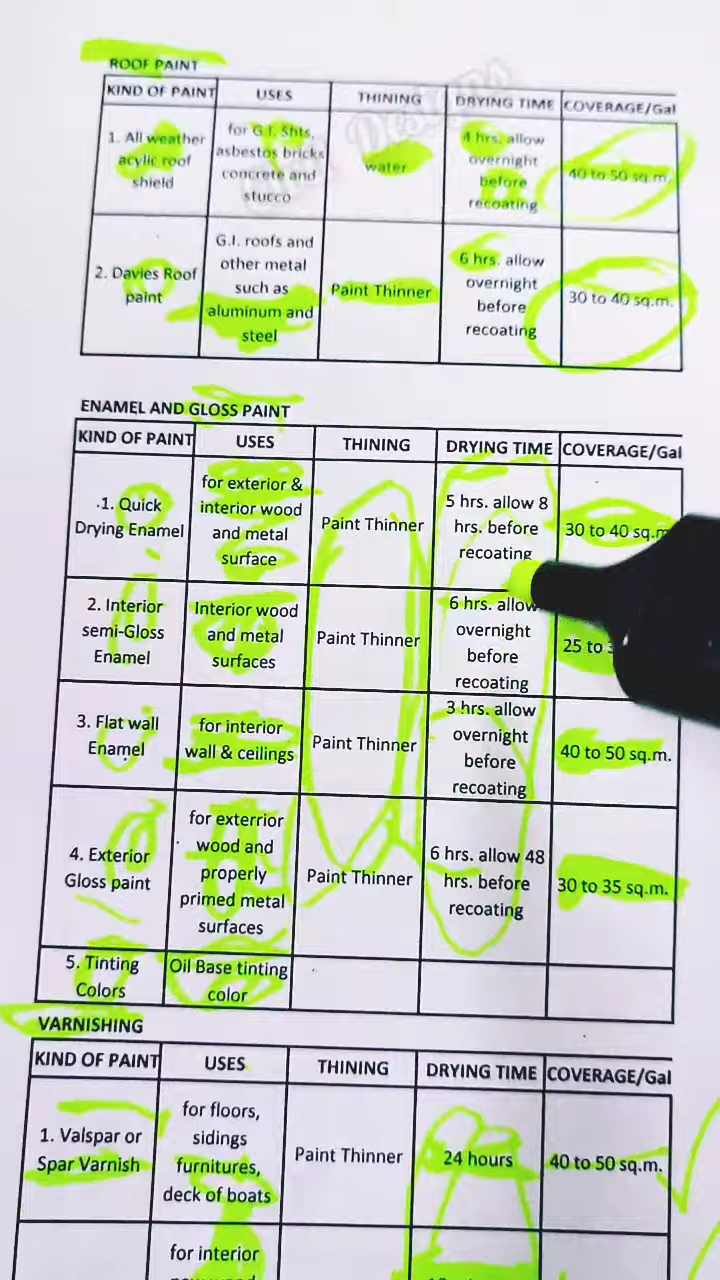 ROOF PAINT
KIND OF PAINT USES THINING DRYING TIME COVERAGE/Gal
1. All weather
acylic roof
shield
for G.I. Shts,
asbestos bricks
concrete and
stucco
water
4 hrs. allow
overnight
before
recoating
40 to 50 sq.m.
2. Davies Roof
paint
G.I. roofs and
other metal
such as
aluminum and
steel
Paint Thinner
6 hrs. allow
overnight
before
recoating
30 to 40 sq.m.
ENAMEL AND GLOSS PAINT
KIND OF PAINT USES THINING DRYING TIME COVERAGE/Gal
1. Quick
Drying Enamel
for exterior &
interior wood
and metal
surface
Paint Thinner
5 hrs. allow 8
hrs. before
recoating
30 to 40 sq.m
2. Interior
semi-Gloss
Enamel
Interior wood
and metal
surfaces
Paint Thinner
6 hrs. allow
overnight
before
recoating
25 to
3. Flat wall
Enamel
for interior
wall & ceilings
Paint Thinner
3 hrs. allow
overnight
before
recoating
40 to 50 sq.m.
4. Exterior
Gloss paint
for exterrior
wood and
properly
primed metal
surfaces
Paint Thinner
6 hrs. allow 48
hrs. before
recoating
30 to 35 sq.m.
5. Tinting
Colors
Oil Base tinting
color
VARNISHING
KIND OF PAINT USES THINING DRYING TIME COVERAGE/Gal
1. Valspar or
Spar Varnish
for floors,
sidings
furnitures,
deck of boats
Paint Thinner
24 hours
40 to 50 sq.m.
for interior